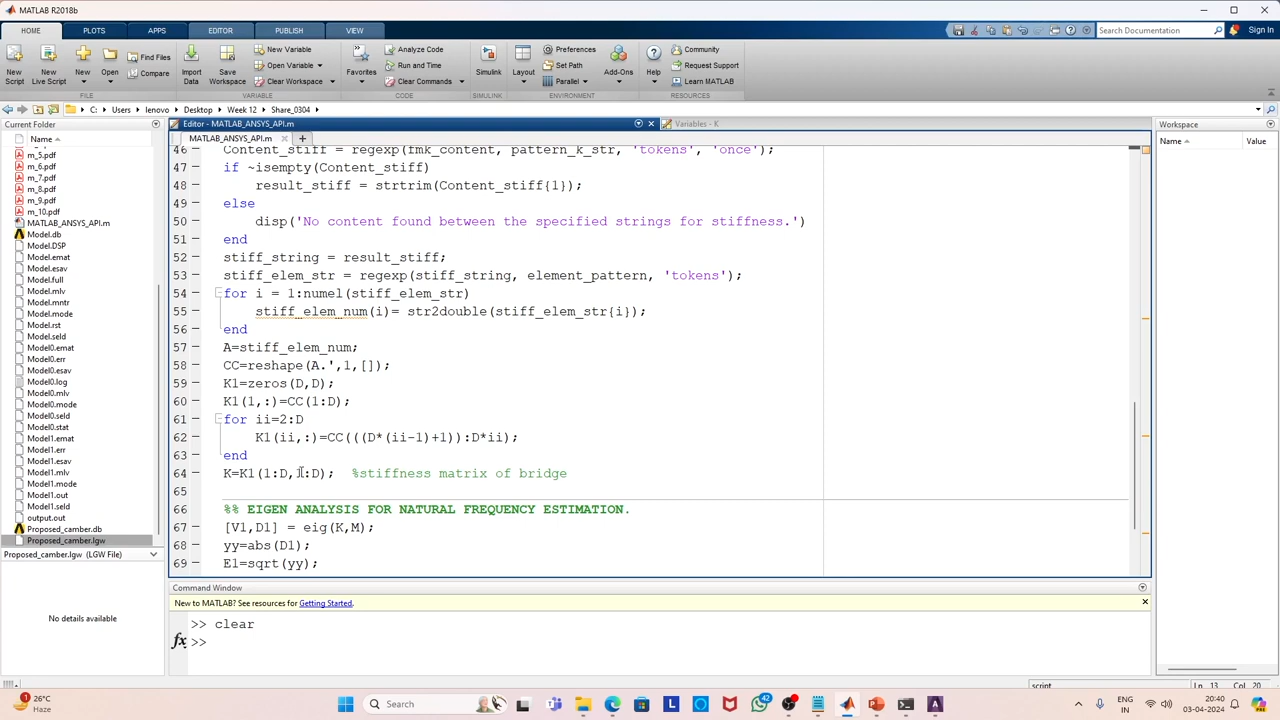 MATLAB R2018b
HOME PLOTS APPS EDITOR PUBLISH VIEW
Search Documentation Sign In
New Script New Live Script New Open Find Files Compare Import Data Save Workspace New Variable Open Variable Clear Workspace Favorites Analyze Code Run and Time Clear Commands Simulink Layout Preferences Set Path Parallel Add-Ons Help Community Request Support Learn MATLAB
FILE VARIABLE CODE SIMULINK ENVIRONMENT RESOURCES
C: Users lenovo Desktop Week 12 Share_0304
Current Folder
Name
m_5.pdf
m_6.pdf
m_7.pdf
m_8.pdf
m_9.pdf
m_10.pdf
MATLAB_ANSYS_API.m
Model.db
Model.DSP
Model.emat
Model.esav
Model.full
Model.mlv
Model.mntr
Model.mode
Model.rst
Model.seld
Model0.emat
Model0.err
Model0.esav
Model0.log
Model0.mlv
Model0.mode
Model0.seld
Model1.emat
Model1.err
Model1.esav
Model1.mlv
Model1.mode
Model1.out
Model1.seld
output.out
Proposed_camber.db
Proposed_camber.lgw
Proposed_camber.lgw (LGW File)
No details available
Editor - MATLAB_ANSYS_API.m
Variables - K
MATLAB_ANSYS_API.m
46 Content_stiff = regexp(fmk_content, pattern_k_str, 'tokens', 'once');
47 if ~isempty(Content_stiff)
48 result_stiff = strtrim(Content_stiff{1});
49 else
50 disp('No content found between the specified strings for stiffness.')
51 end
52 stiff_string = result_stiff;
53 stiff_elem_str = regexp(stiff_string, element_pattern, 'tokens');
54 for i = 1:numel(stiff_elem_str)
55 stiff_elem_num(i)= str2double(stiff_elem_str{i});
56 end
57 A=stiff_elem_num;
58 CC=reshape(A.',1,[]);
59 K1=zeros(D,D);
60 K1(1,:)=CC(1:D);
61 for ii=2:D
62 K1(ii,:)=CC(((D*(ii-1)+1)):D*ii);
63 end
64 K=K1(1:D,1:D); %stiffness matrix of bridge
65
66 %% EIGEN ANALYSIS FOR NATURAL FREQUENCY ESTIMATION.
67 [V1,D1] = eig(K,M);
68 yy=abs(D1);
69 E1=sqrt(yy);
Command Window
New to MATLAB? See resources for Getting Started.
>> clear
fx >>
Workspace
Name Value
script Ln 13 Col 20
26°C
Haze
Search
42
ENG
IN
20:40
03-04-2024